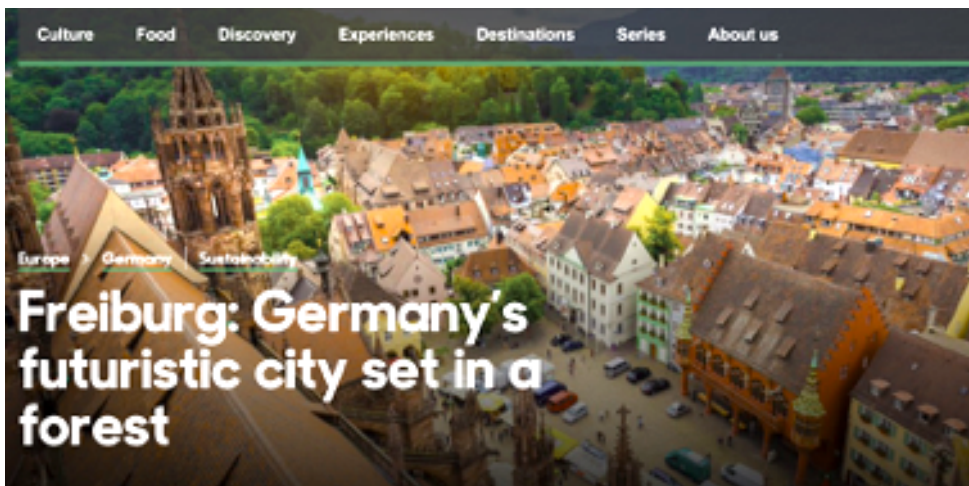 Culture Food Discovery Experiences Destinations Series About us
Europe > Germany | Sustainability
Freiburg: Germany's
futuristic city set in a
forest